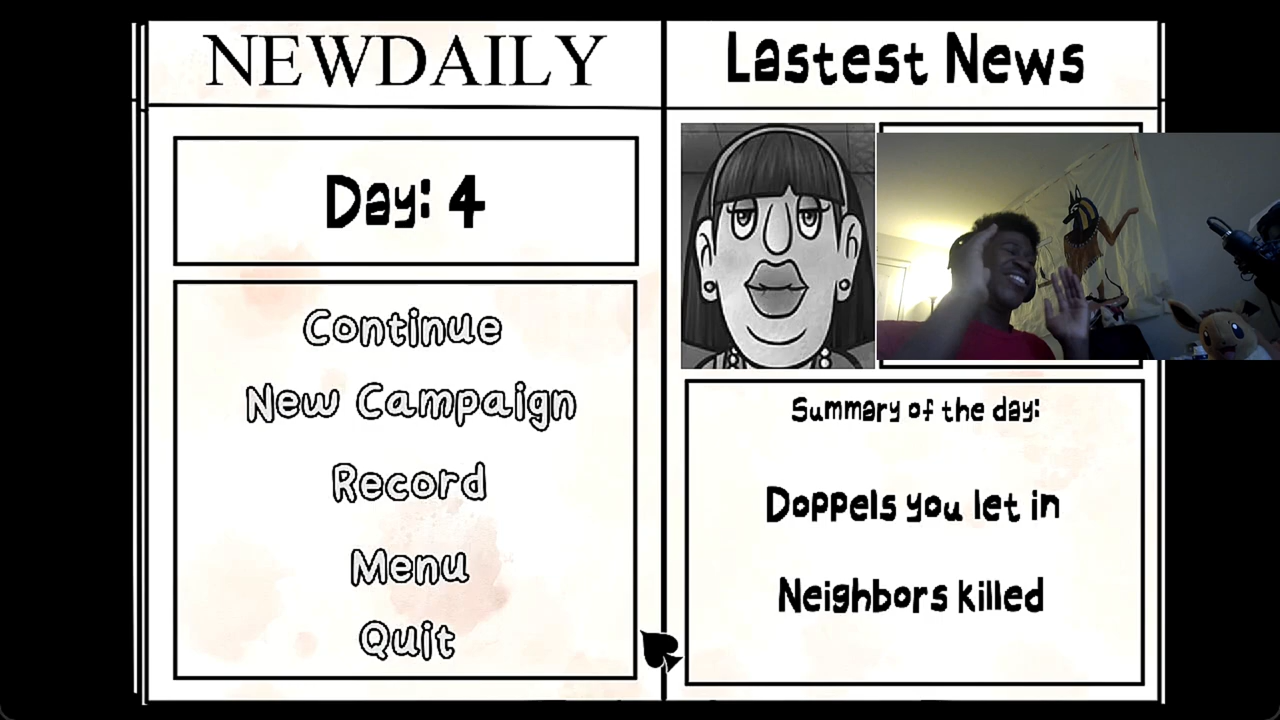 NEWDAILY
Lastest News
Day: 4
Continue
New Campaign
Record
Menu
Quit
Summary of the day:
Doppels you let in
Neighbors killed